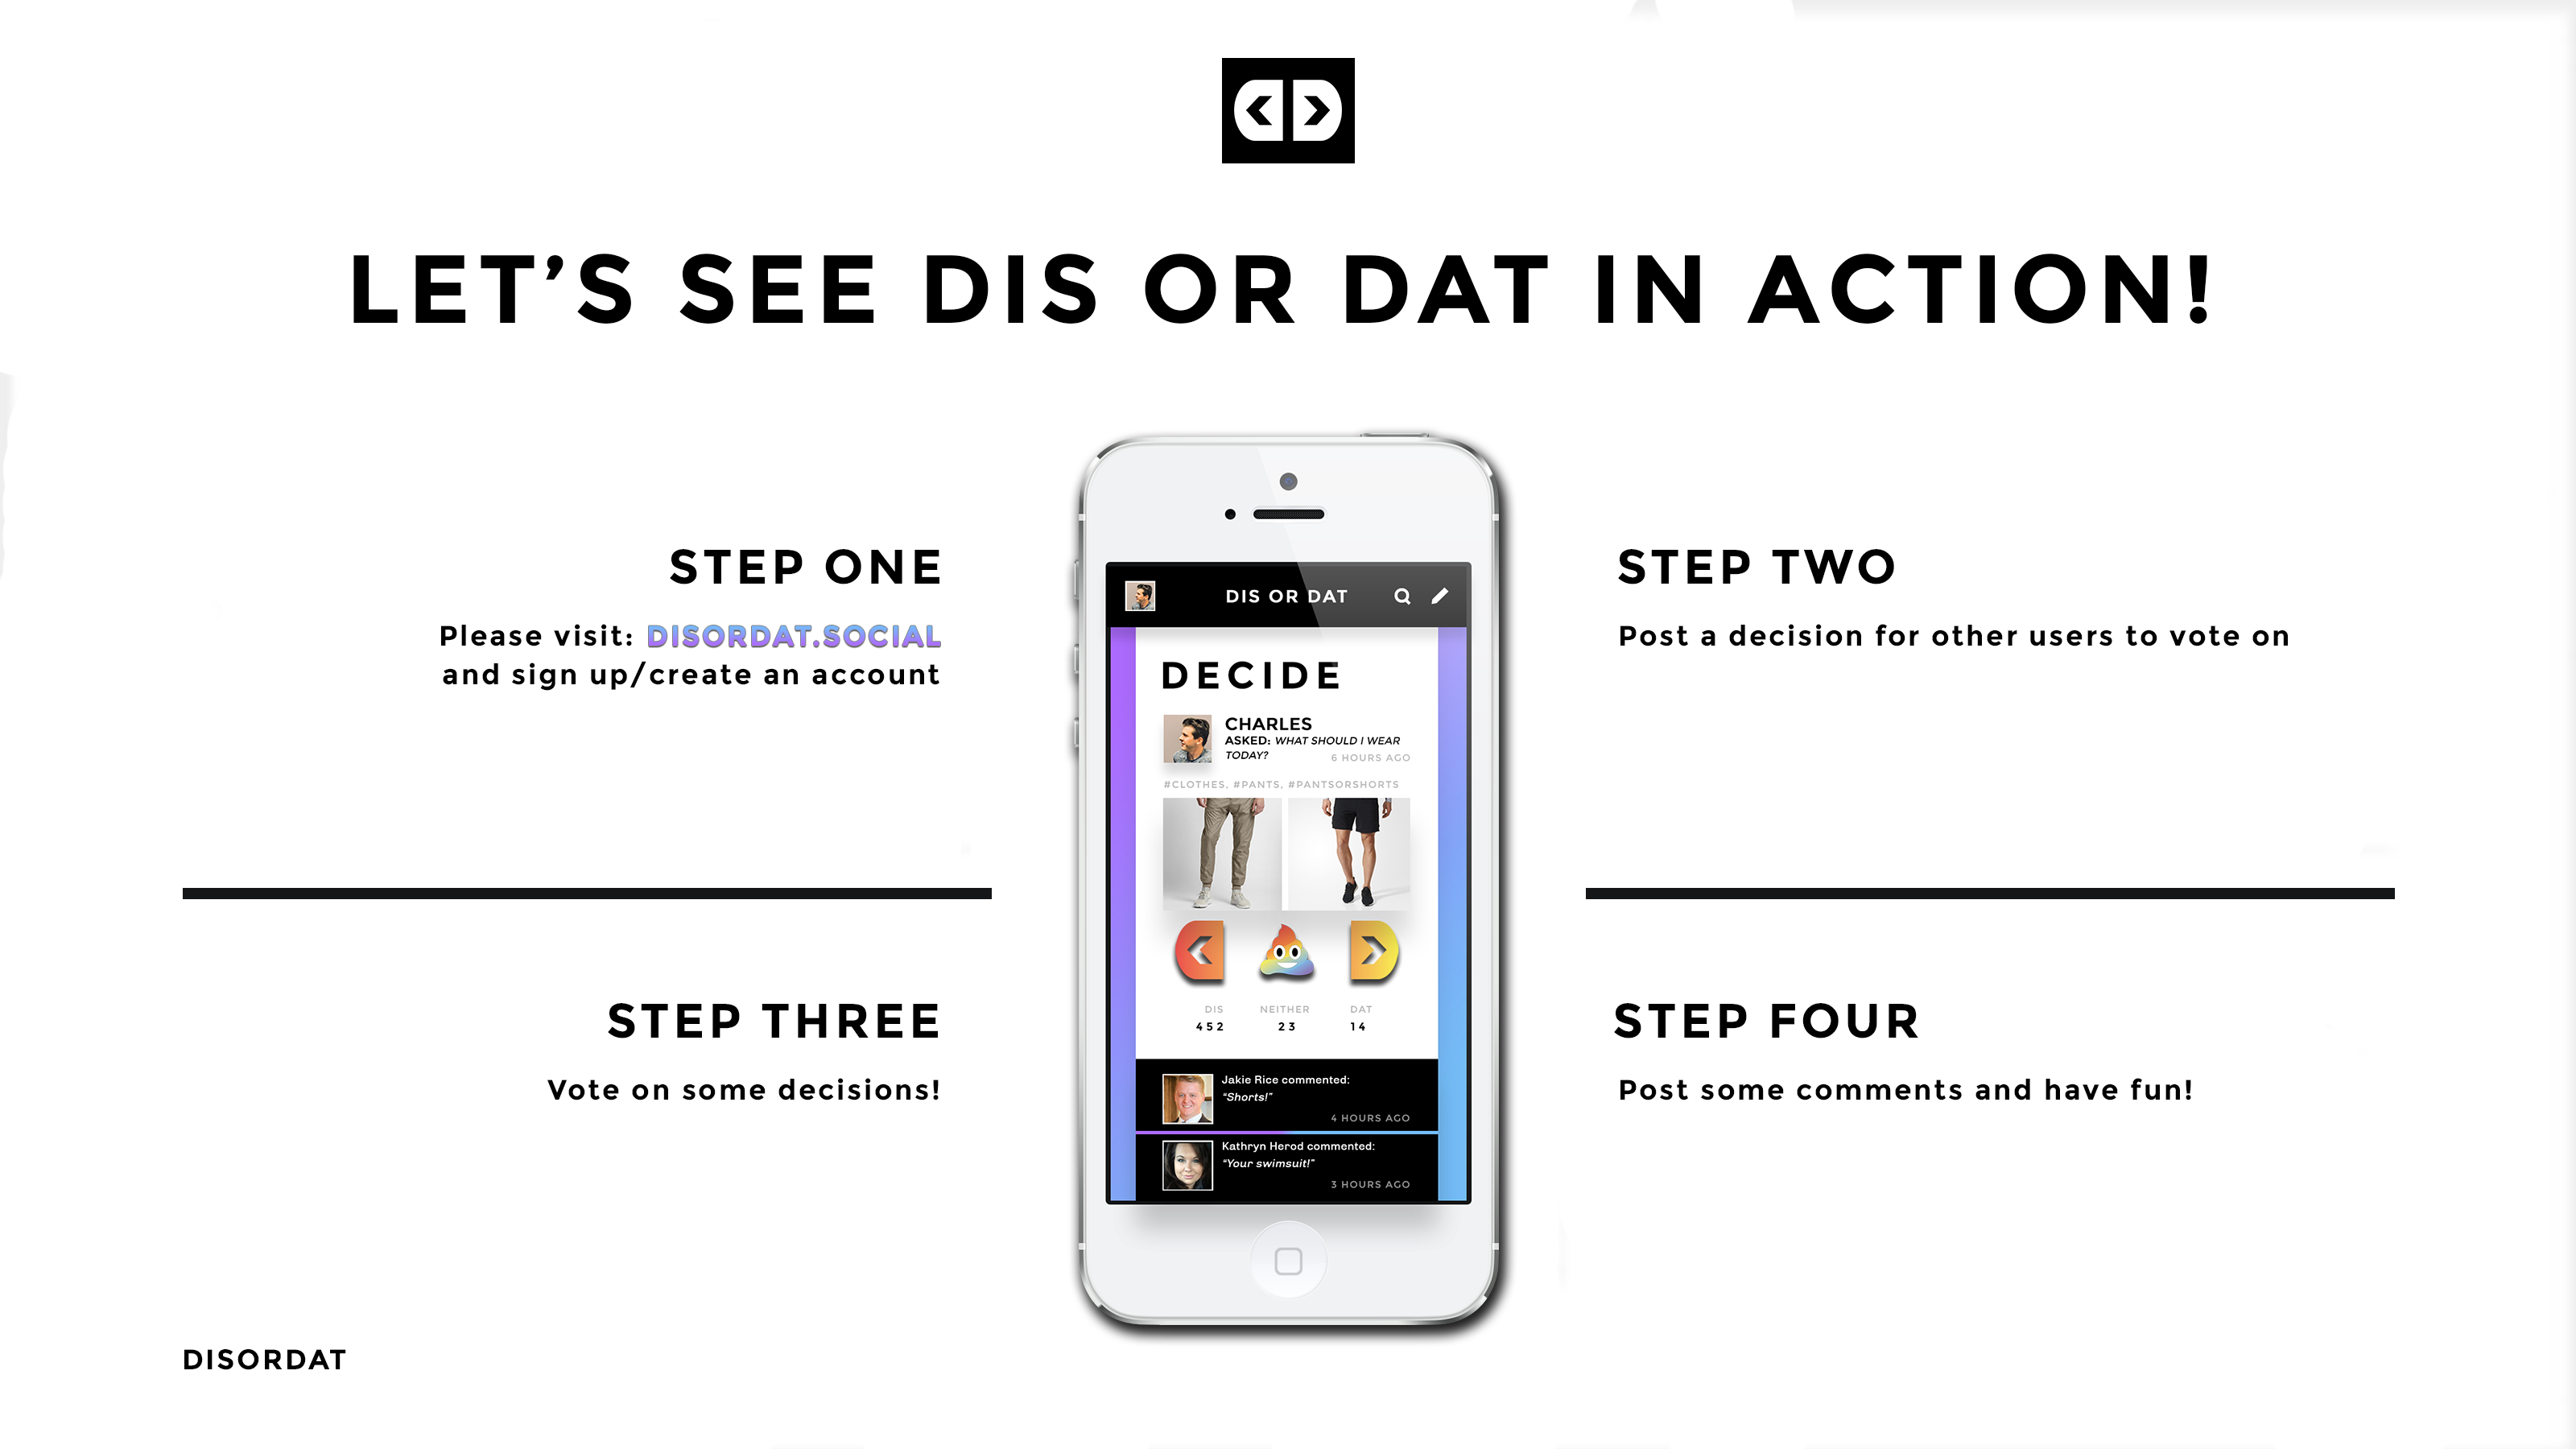 LET'S SEE DIS OR DAT IN ACTION!
STEP ONE
Please visit: DISORDAT.SOCIAL
and sign up/create an account
STEP TWO
Post a decision for other users to vote on
STEP THREE
Vote on some decisions!
STEP FOUR
Post some comments and have fun!
DIS OR DAT
DECIDE
CHARLES
ASKED: WHAT SHOULD I WEAR
TODAY?
6 HOURS AGO
#CLOTHES, #PANTS, #PANTSORSHORTS
DIS NEITHER DAT
452 23 14
Jakie Rice commented:
"Shorts!"
4 HOURS AGO
Kathryn Herod commented:
"Your swimsuit!"
3 HOURS AGO
DISORDAT